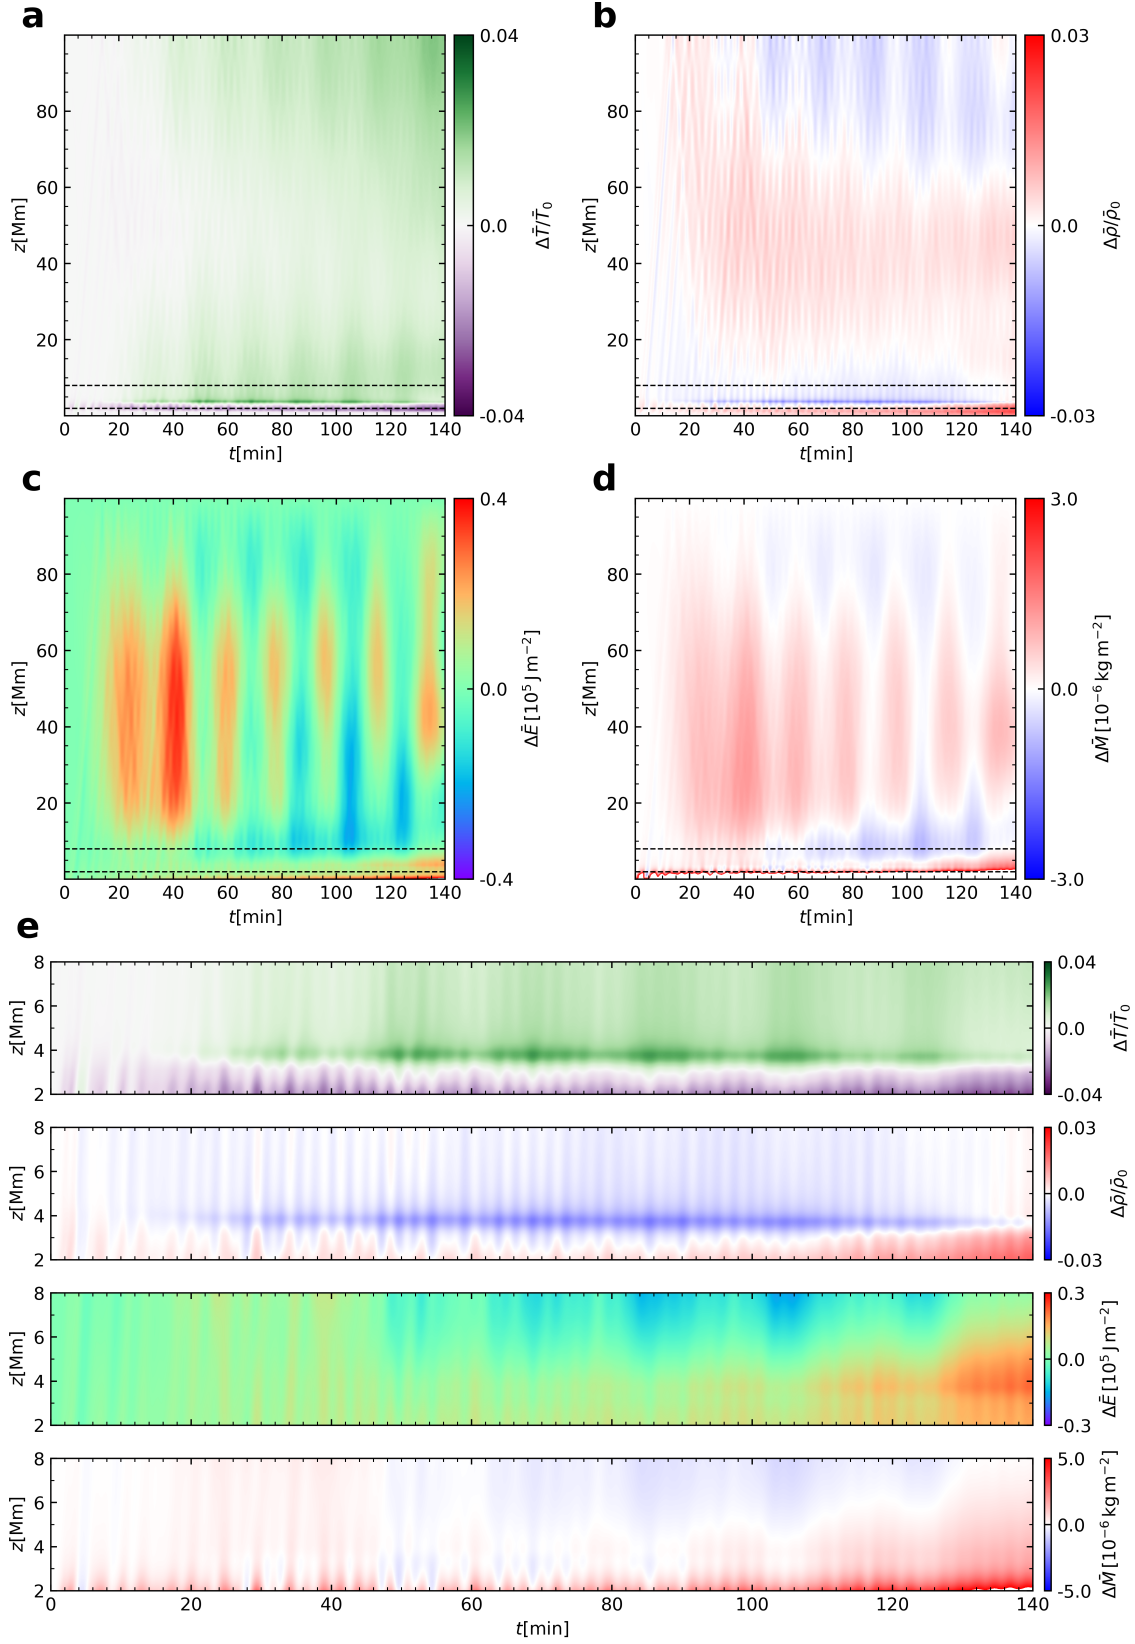 a
b
0.04
0.0
-0.04
ΔT̄/T̄₀
0.03
0.0
-0.03
Δρ̄/ρ̄₀
z[Mm]
80
60
40
20
0 20 40 60 80 100 120 140
t[min]
z[Mm]
80
60
40
20
0 20 40 60 80 100 120 140
t[min]
c
d
z[Mm]
80
60
40
20
0 20 40 60 80 100 120 140
t[min]
0.4
0.0
-0.4
ΔĒ [10⁵ J m⁻²]
z[Mm]
80
60
40
20
0 20 40 60 80 100 120 140
t[min]
3.0
0.0
-3.0
ΔM̄ [10⁻⁶ kg m⁻²]
e
z[Mm]
8
6
4
2
0.04
0.0
-0.04
ΔT̄/T̄₀
z[Mm]
8
6
4
2
0.03
0.0
-0.03
Δρ̄/ρ̄₀
z[Mm]
8
6
4
2
0.3
0.0
-0.3
ΔĒ [10⁵ J m⁻²]
z[Mm]
8
6
4
2
5.0
0.0
-5.0
ΔM̄ [10⁻⁶ kg m⁻²]
0 20 40 60 80 100 120 140
t[min]